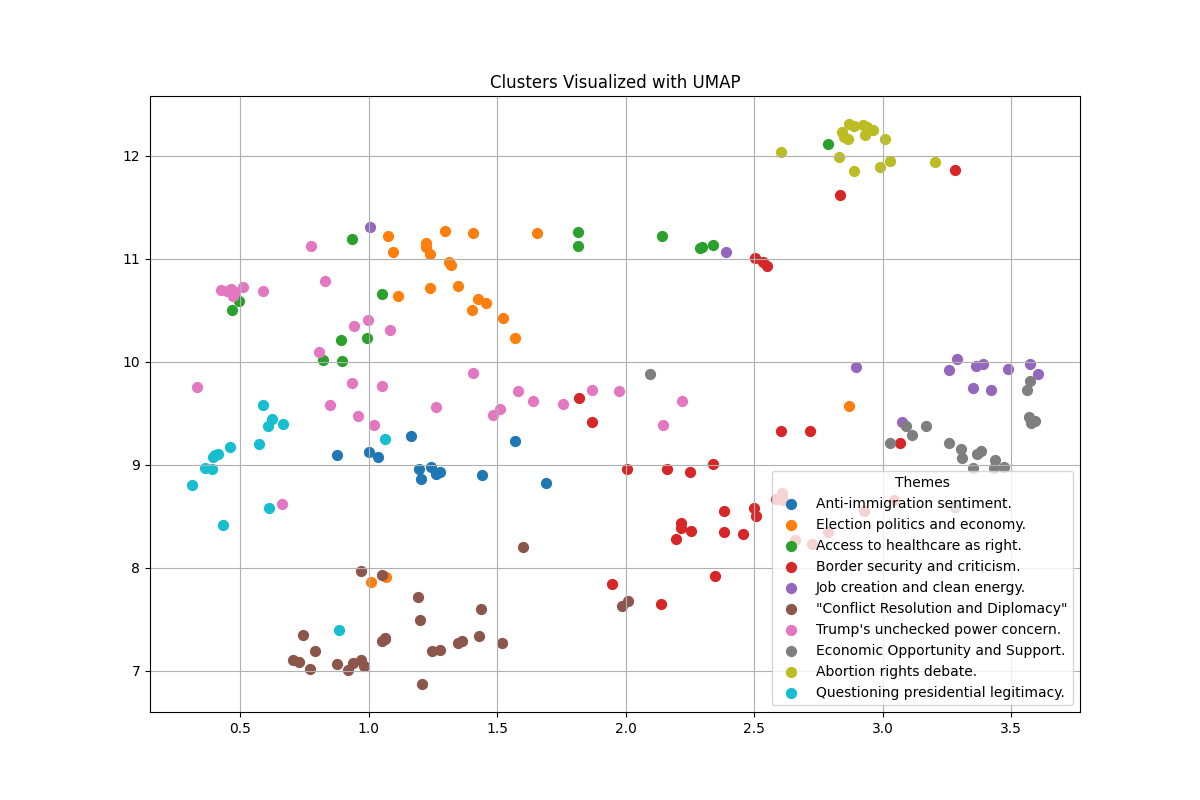 Clusters Visualized with UMAP
12
11
10
9
8
7
Themes
Anti-immigration sentiment.
Election politics and economy.
Access to healthcare as right.
Border security and criticism.
Job creation and clean energy.
"Conflict Resolution and Diplomacy"
Trump's unchecked power concern.
Economic Opportunity and Support.
Abortion rights debate.
Questioning presidential legitimacy.
0.5 1.0 1.5 2.0 2.5 3.0 3.5